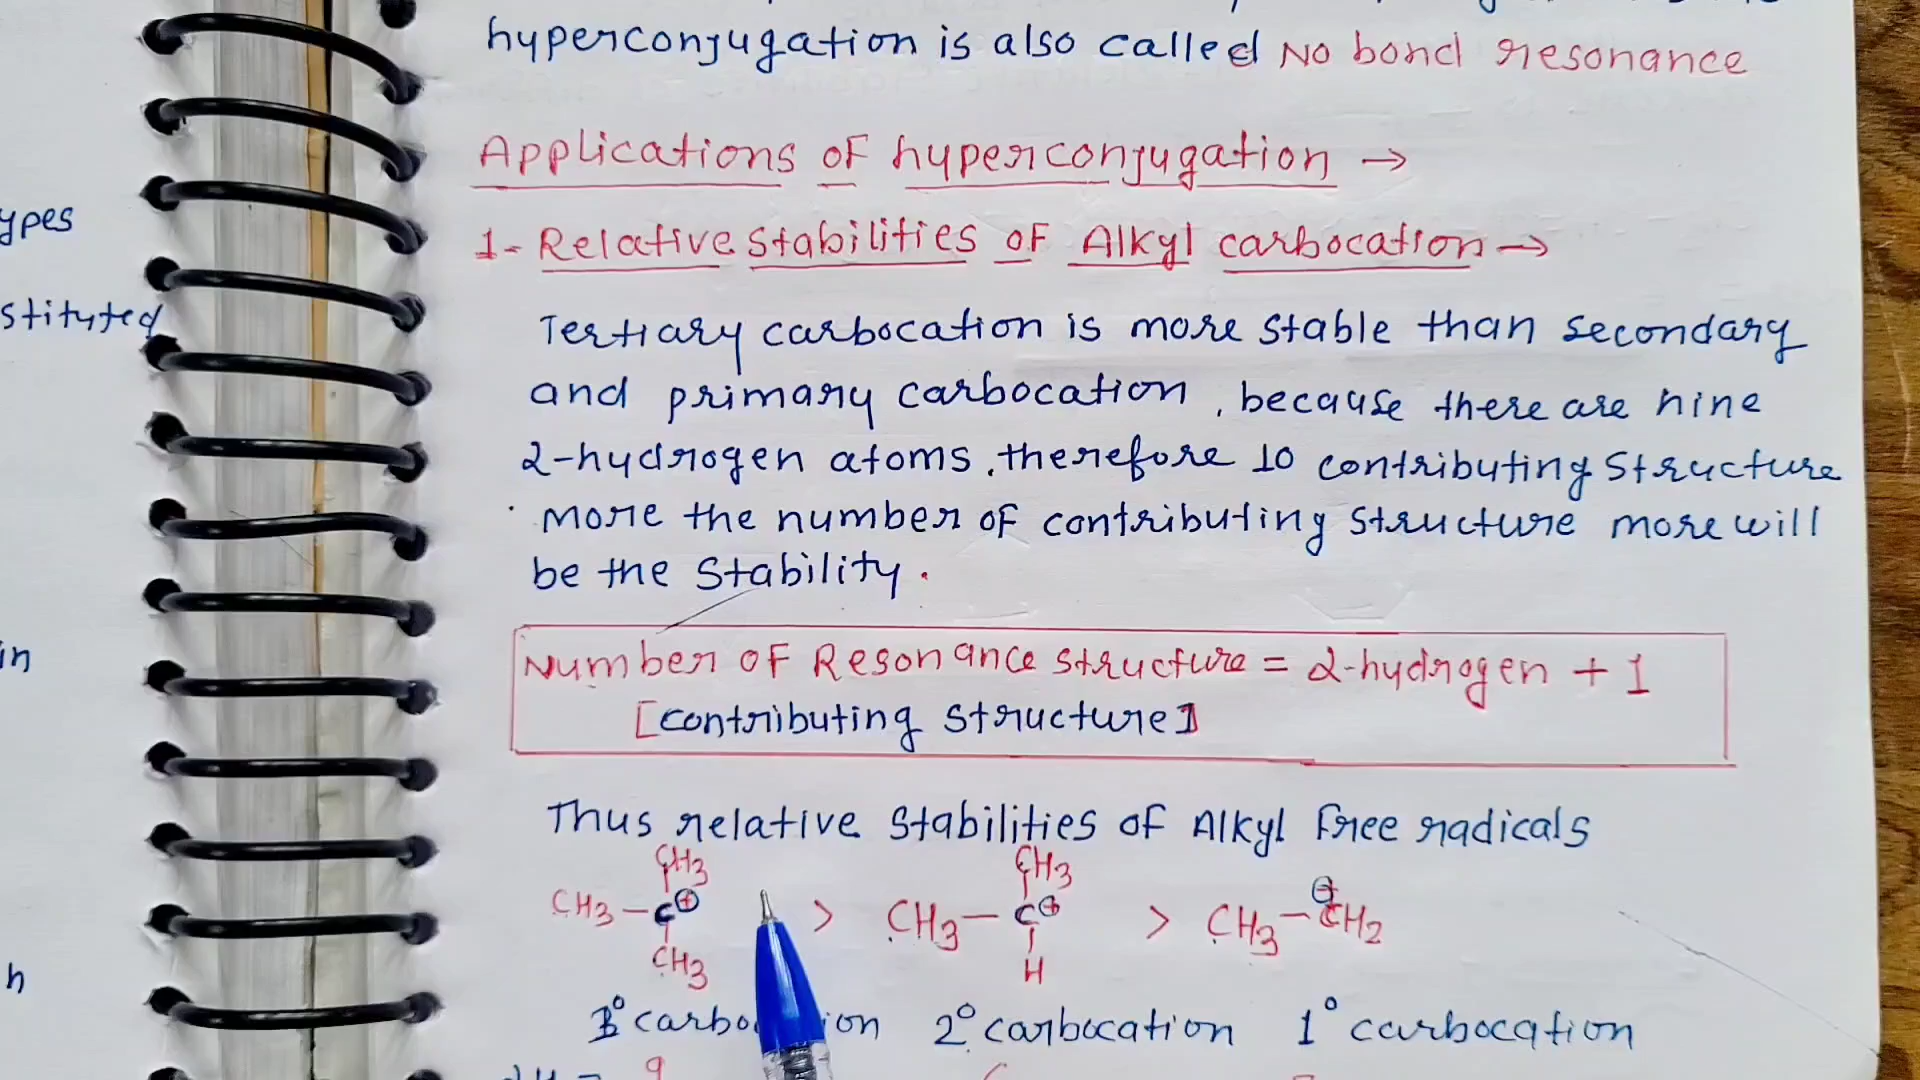 hyperconjugation is also called No bond resonance
Applications of hyperconjugation →
1- Relative stabilities of Alkyl carbocation →
Tertiary carbocation is more stable than secondary
and primary carbocation, because there are nine
α-hydrogen atoms, therefore 10 contributing structure
more the number of contributing structure more will
be the stability.
Number of Resonance structure = α-hydrogen + 1
[contributing structure]
Thus relative stabilities of Alkyl free radicals
CH3 CH3
CH3 – C⊕ > CH3 – C⊕ > CH3 – ⊕CH2
CH3 H
3° 2° carbocation 1° carbocation
9
ypes
stituted
in
h